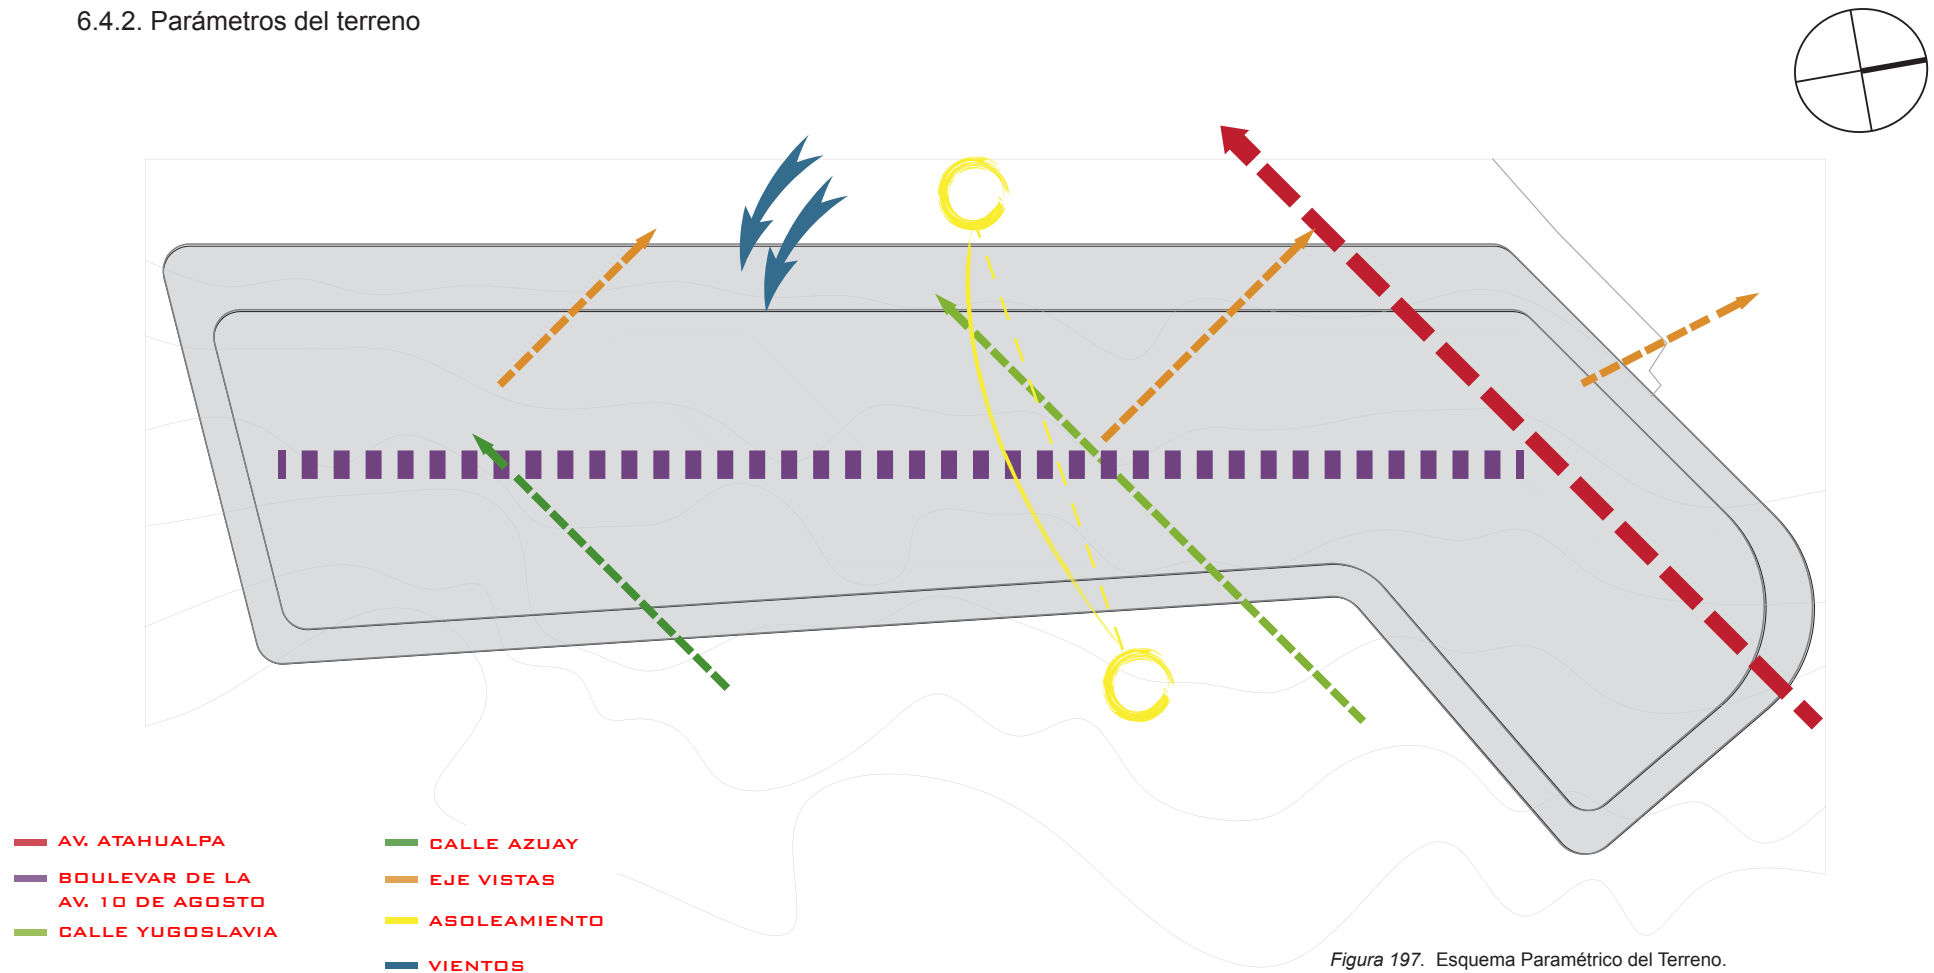 6.4.2. Parámetros del terreno
AV. ATAHUALPA
BOULEVAR DE LA
AV. 10 DE AGOSTO
CALLE YUGOSLAVIA
CALLE AZUAY
EJE VISTAS
ASOLEAMIENTO
VIENTOS
Figura 197. Esquema Paramétrico del Terreno.